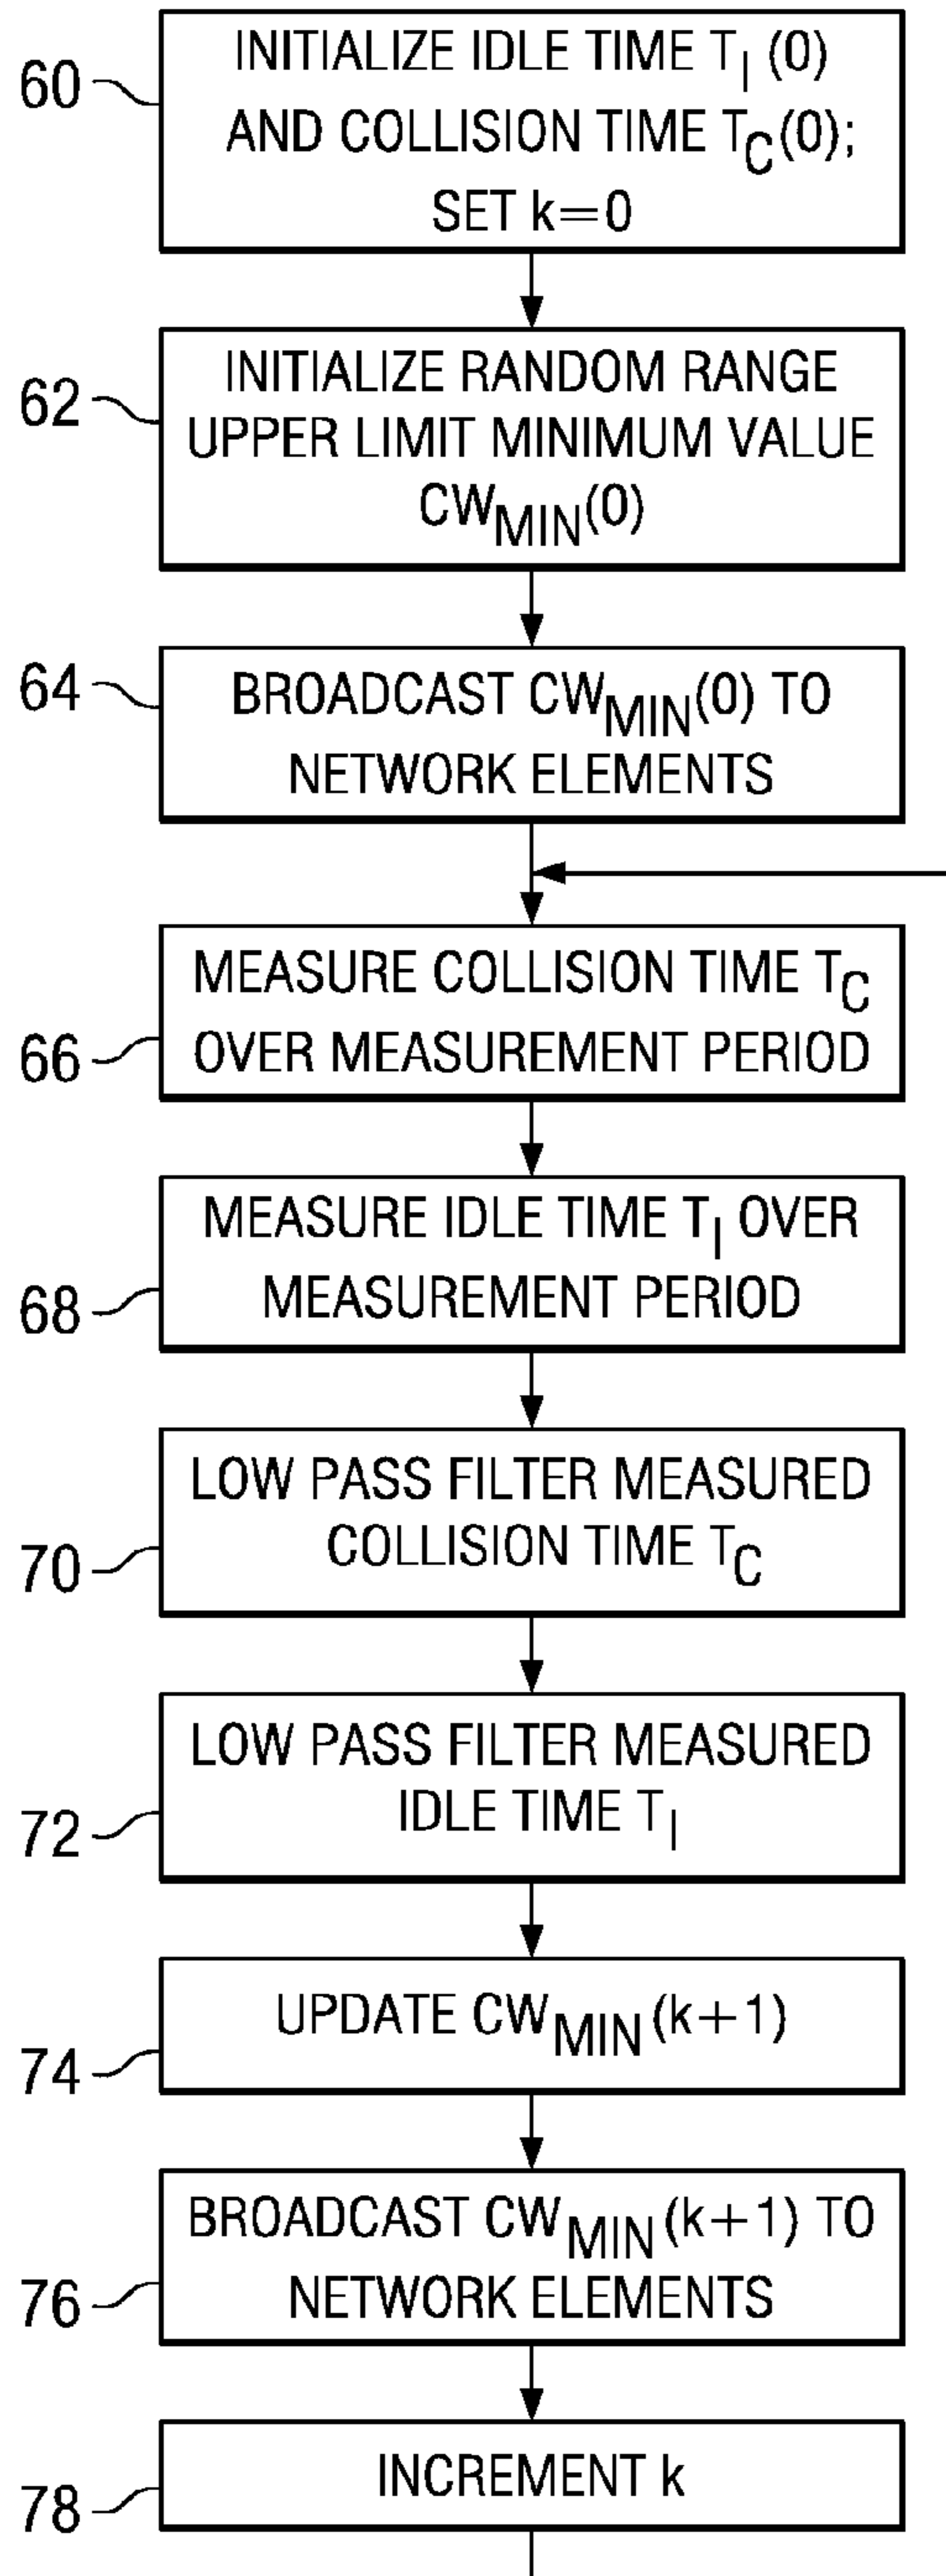 60
INITIALIZE IDLE TIME T_I (0)
AND COLLISION TIME T_C(0);
SET k=0
62
INITIALIZE RANDOM RANGE
UPPER LIMIT MINIMUM VALUE
CW_MIN(0)
64
BROADCAST CW_MIN(0) TO
NETWORK ELEMENTS
66
MEASURE COLLISION TIME T_C
OVER MEASUREMENT PERIOD
68
MEASURE IDLE TIME T_I OVER
MEASUREMENT PERIOD
70
LOW PASS FILTER MEASURED
COLLISION TIME T_C
72
LOW PASS FILTER MEASURED
IDLE TIME T_I
74
UPDATE CW_MIN(k+1)
76
BROADCAST CW_MIN(k+1) TO
NETWORK ELEMENTS
78
INCREMENT k